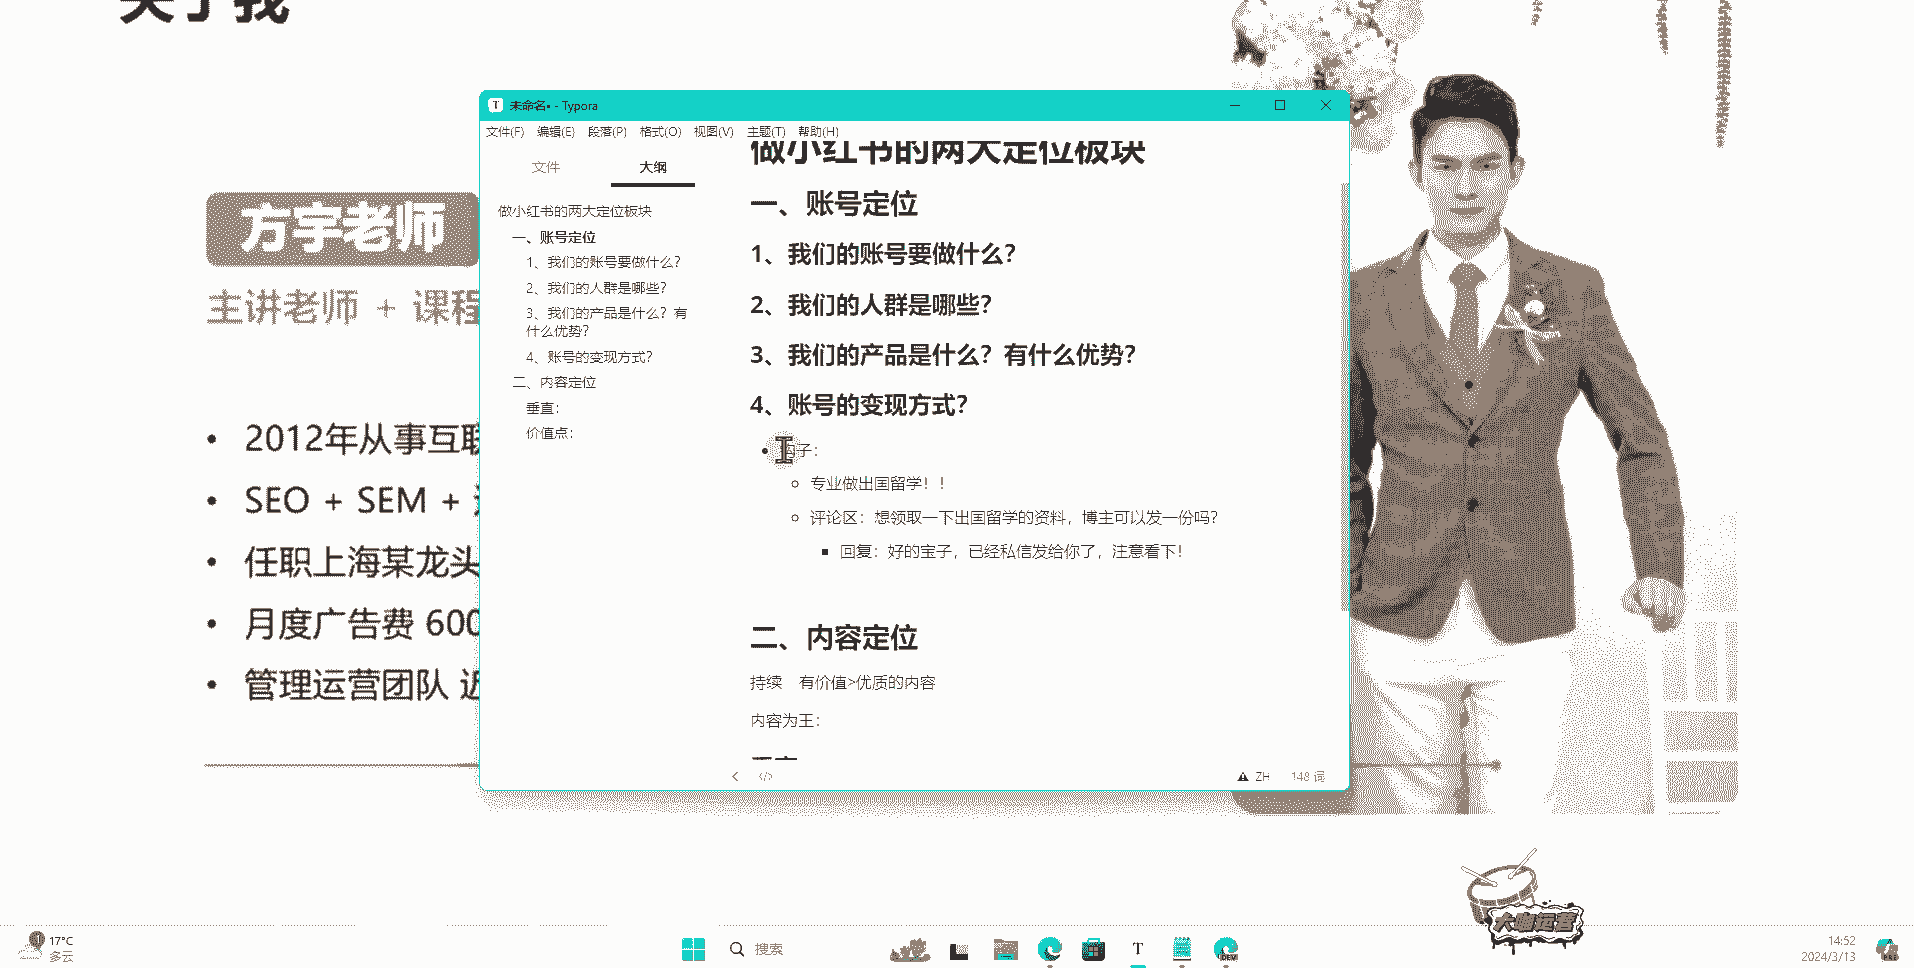 关于我
方宇老师
主讲老师 + 课程
• 2012年从事互联
• SEO + SEM +
• 任职上海某龙头
• 月度广告费 600
• 管理运营团队 近
未命名• - Typora
文件(F) 编辑(E) 段落(P) 格式(O) 视图(V) 主题(T) 帮助(H)
文件 大纲
做小红书的两大定位板块
一、账号定位
1、我们的账号要做什么？
2、我们的人群是哪些？
3、我们的产品是什么？有
什么优势？
4、账号的变现方式？
二、内容定位
垂直：
价值点：
做小红书的两大定位板块
一、账号定位
1、我们的账号要做什么？
2、我们的人群是哪些？
3、我们的产品是什么？有什么优势？
4、账号的变现方式？
子：
专业做出国留学！！
评论区：想领取一下出国留学的资料，博主可以发一份吗？
回复：好的宝子，已经私信发给你了，注意看下！
二、内容定位
持续 有价值>优质的内容
内容为王：
ZH 148 词
大咖运营
1
17°C
多云
搜索
T
DEV
14:52
2024/3/13
PRE